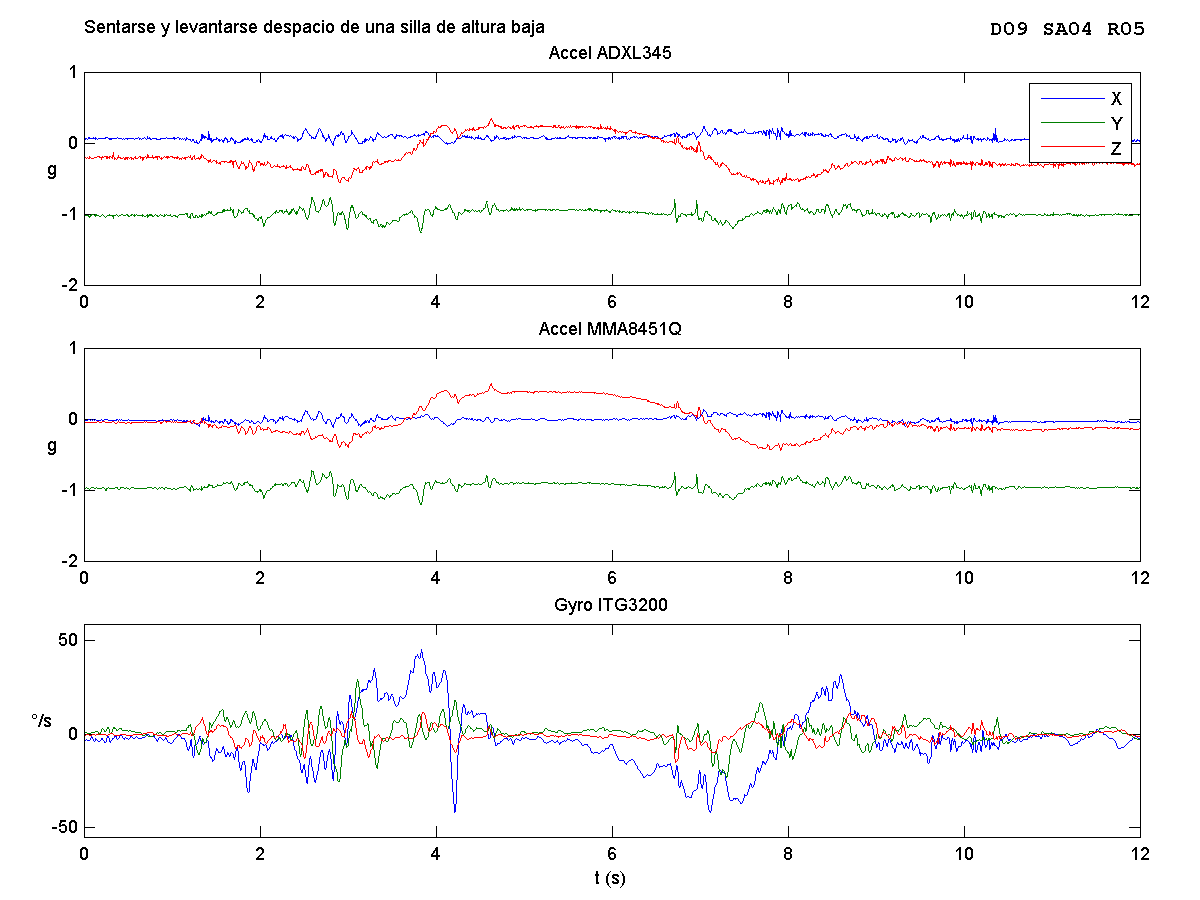 Sentarse y levantarse despacio de una silla de altura baja
D09 SA04 R05
Accel ADXL345
1
0
-1
-2
g
X
Y
Z
0 2 4 6 8 10 12
Accel MMA8451Q
1
0
-1
-2
g
0 2 4 6 8 10 12
Gyro ITG3200
50
0
-50
°/s
0 2 4 6 8 10 12
t (s)